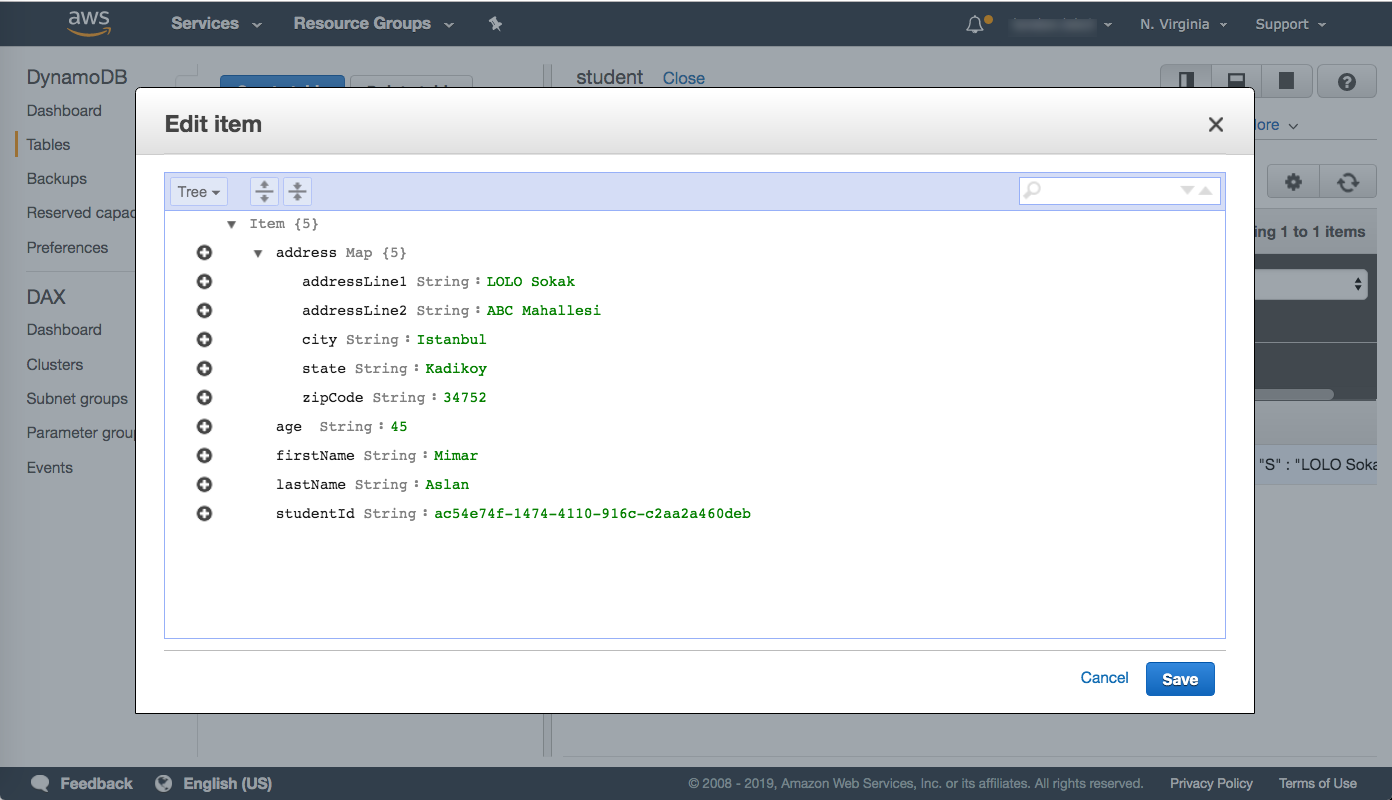 aws Services Resource Groups N. Virginia Support
DynamoDB
Dashboard
Tables
Backups
Reserved capac
Preferences
DAX
Dashboard
Clusters
Subnet groups
Parameter group
Events
student Close
ore
ing 1 to 1 items
"S" : "LOLO Soka
Edit item
Tree
Item {5}
address Map {5}
addressLine1 String : LOLO Sokak
addressLine2 String : ABC Mahallesi
city String : Istanbul
state String : Kadikoy
zipCode String : 34752
age String : 45
firstName String : Mimar
lastName String : Aslan
studentId String : ac54e74f-1474-4110-916c-c2aa2a460deb
Cancel Save
Feedback English (US) © 2008 - 2019, Amazon Web Services, Inc. or its affiliates. All rights reserved. Privacy Policy Terms of Use